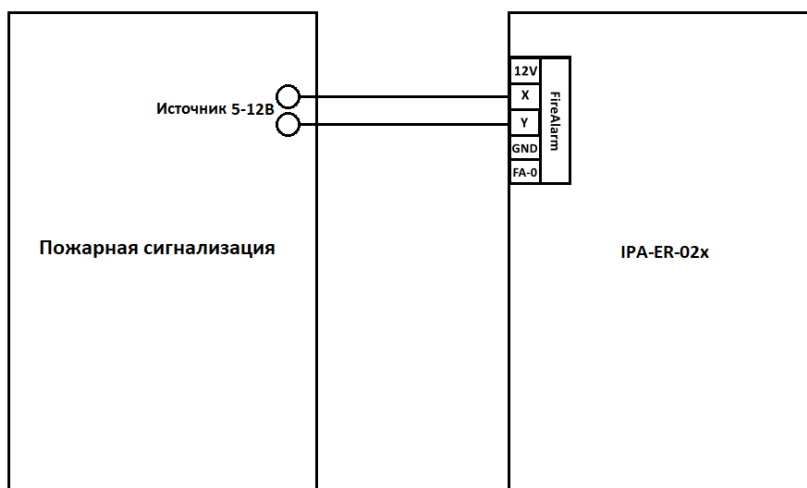 Источник 5-12В
Пожарная сигнализация
12V
X
Y
GND
FA-0
FireAlarm
IPA-ER-02x